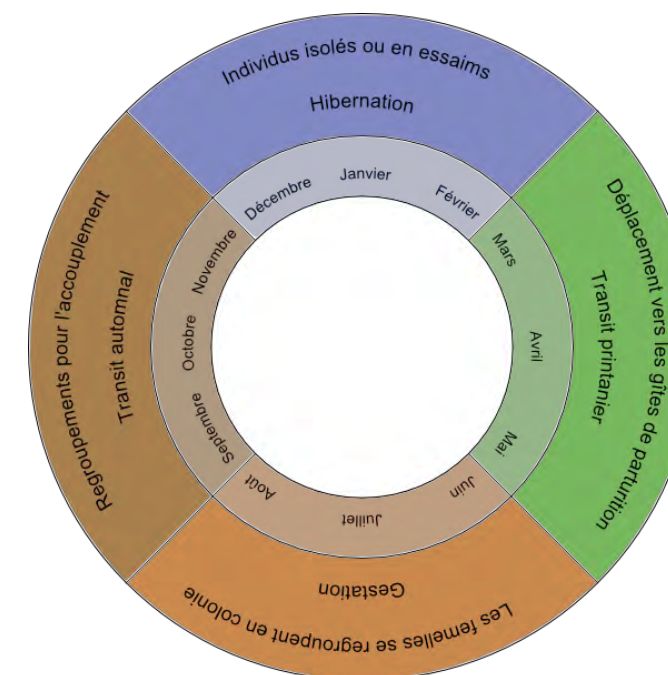 Individus isolés ou en essaims
Hibernation
Décembre
Janvier
Février
Déplacement vers les gîtes de parturition
Transit printanier
Mars
Avril
Mai
Juin
Juillet
Août
Gestation
Les femelles se regroupent en colonie
Regroupements pour l'accouplement
Transit automnal
Septembre
Octobre
Novembre